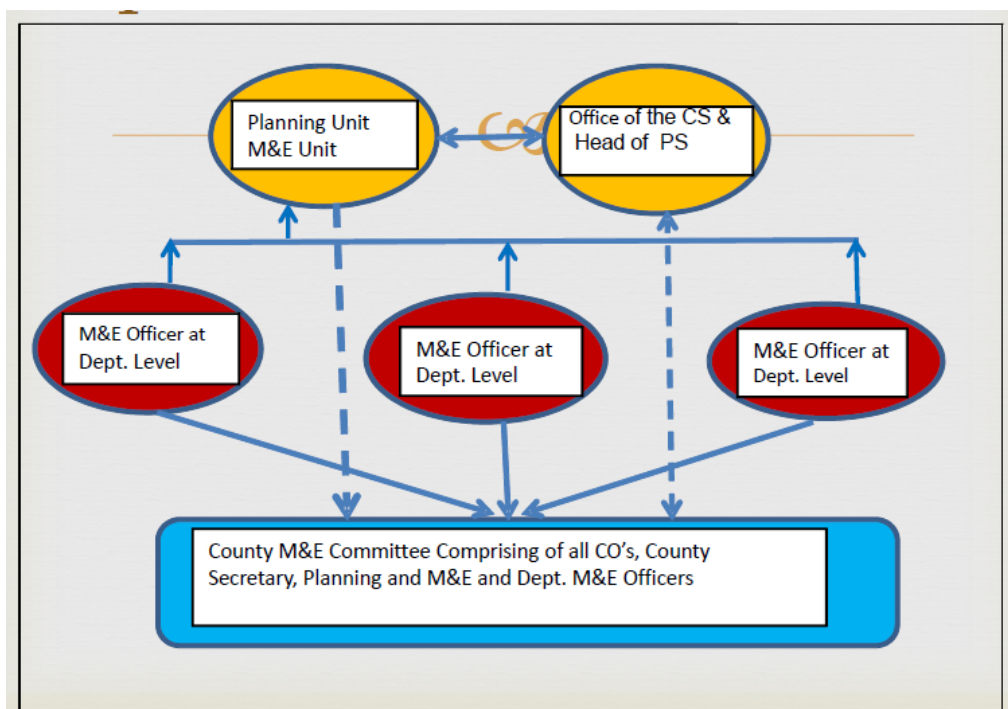 Planning Unit
M&E Unit
Office of the CS &
Head of PS
M&E Officer at
Dept. Level
M&E Officer at
Dept. Level
M&E Officer at
Dept. Level
County M&E Committee Comprising of all CO's, County
Secretary, Planning and M&E and Dept. M&E Officers